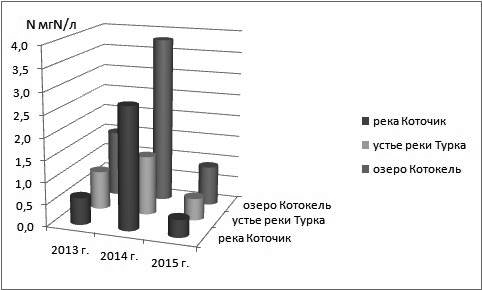 N мгN/л
4,0
3,5
3,0
2,5
2,0
1,5
1,0
0,5
0,0
2013 г.
2014 г.
2015 г.
озеро Котокель
устье реки Турка
река Коточик
река Коточик
устье реки Турка
озеро Котокель